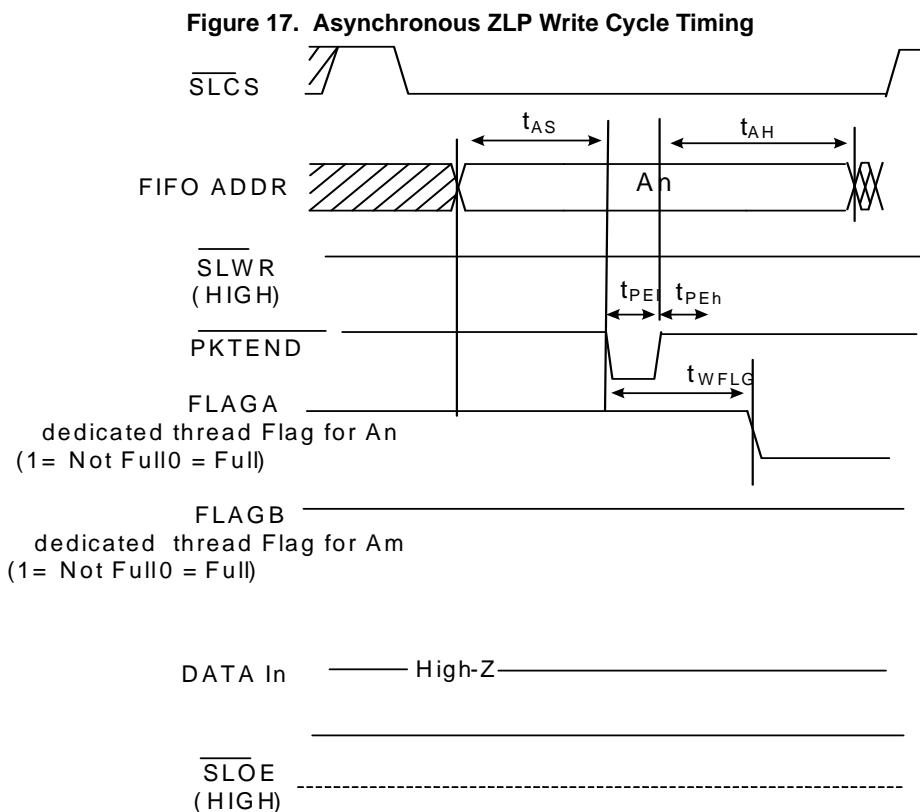 Figure 17. Asynchronous ZLP Write Cycle Timing
SLCS
tAS
tAH
FIFO ADDR
An
SLWR
(HIGH)
tPEl
tPEh
PKTEND
tWFLG
FLAGA
dedicated thread Flag for An
(1= Not Full0 = Full)
FLAGB
dedicated thread Flag for Am
(1= Not Full0 = Full)
DATA In
High-Z
SLOE
(HIGH)